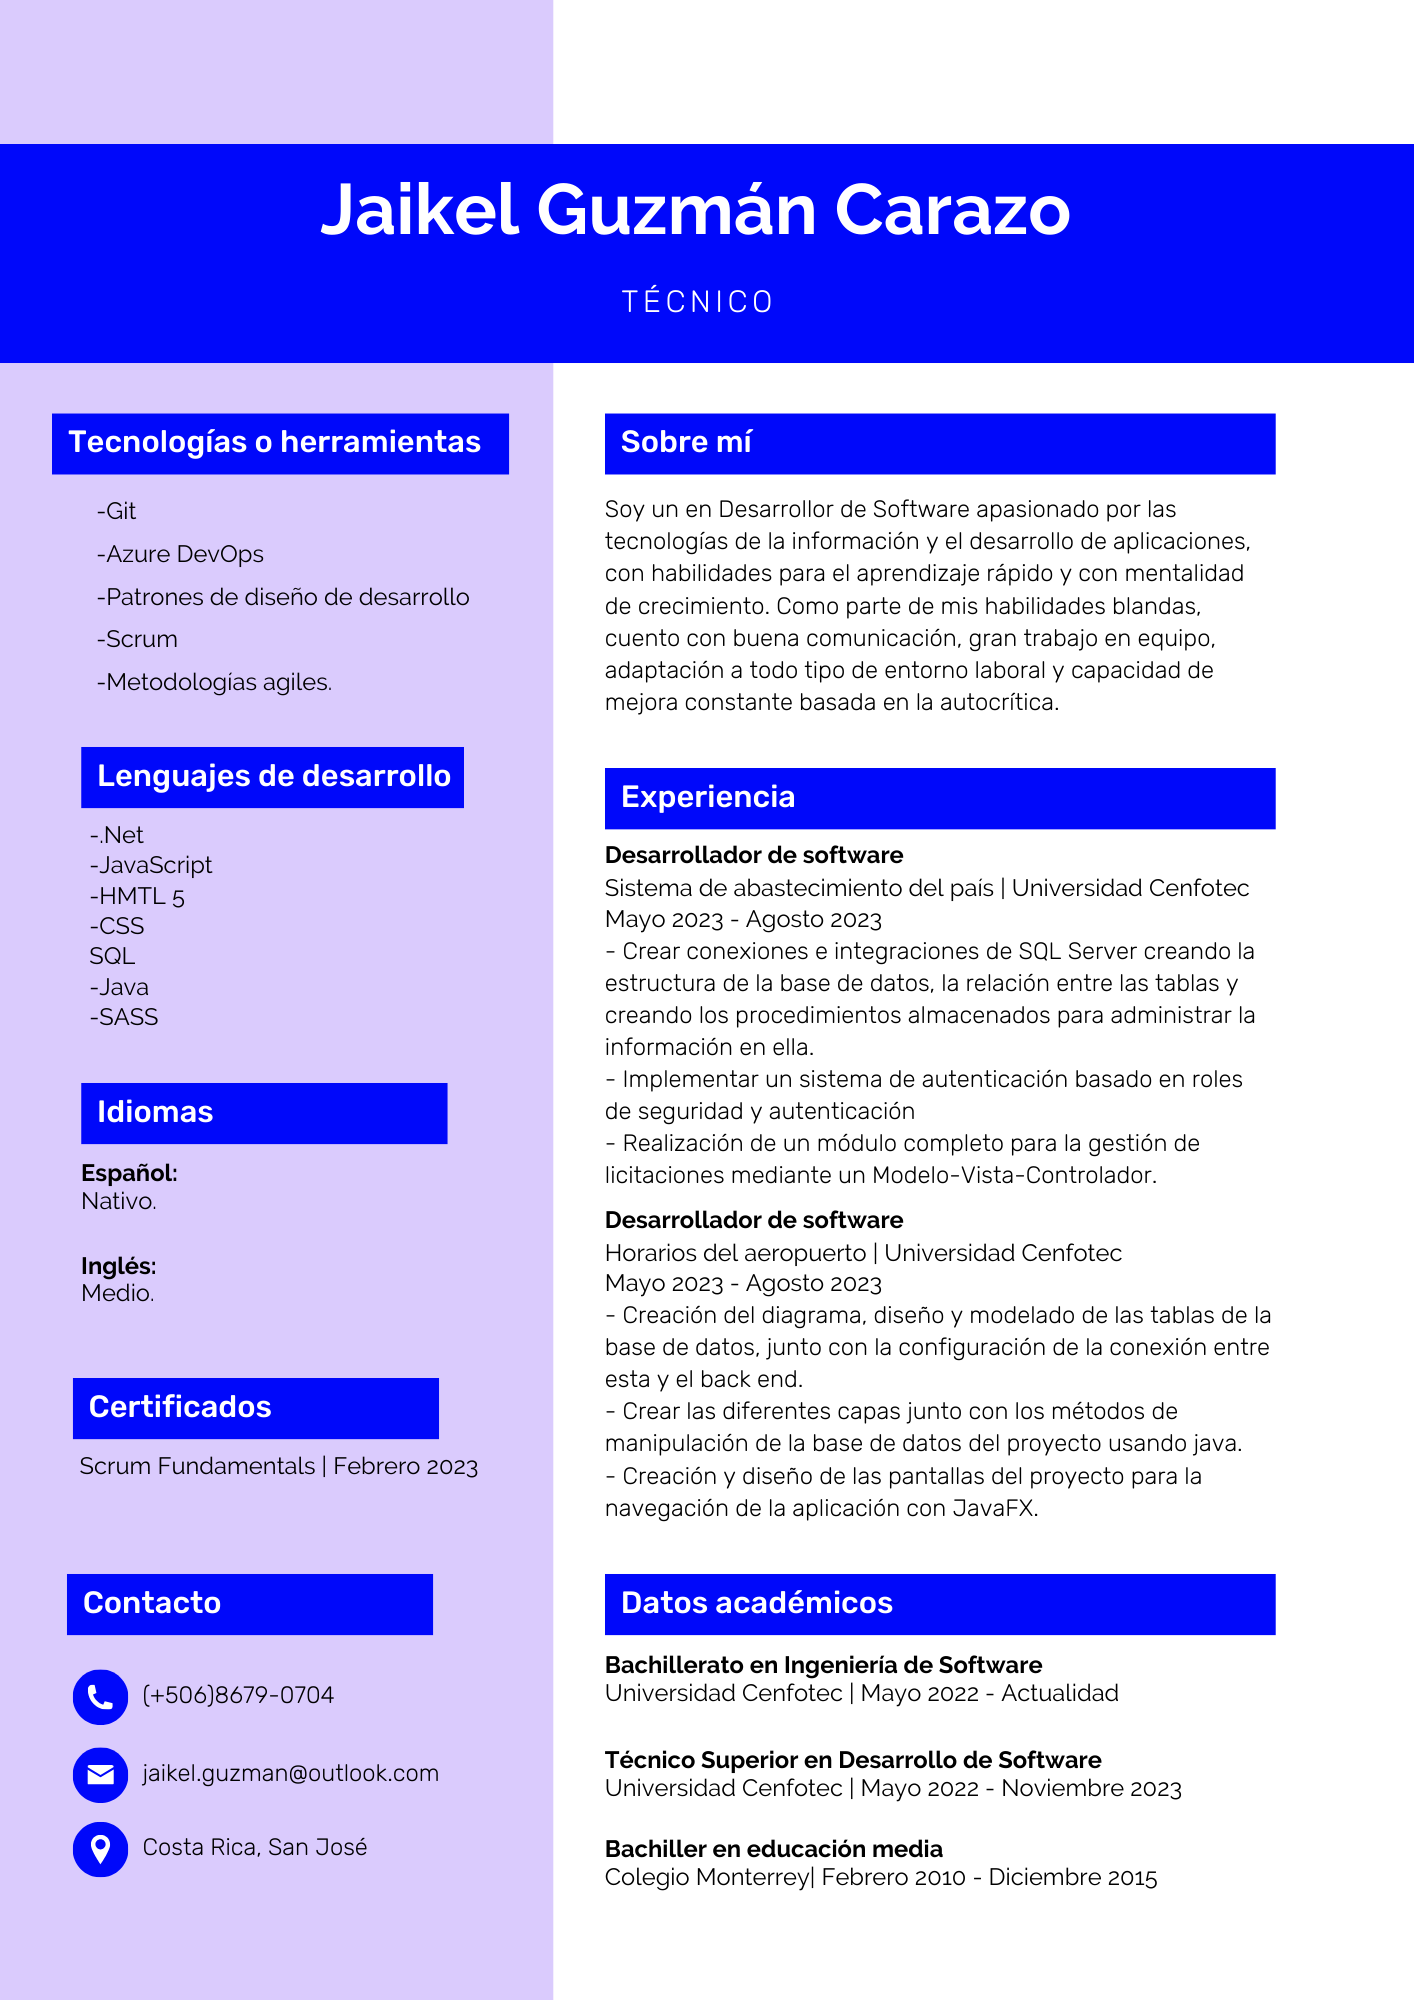 Jaikel Guzmán Carazo
TÉCNICO
Tecnologías o herramientas
-Git
-Azure DevOps
-Patrones de diseño de desarrollo
-Scrum
-Metodologías agiles.
Lenguajes de desarrollo
-.Net
-JavaScript
-HMTL 5
-CSS
SQL
-Java
-SASS
Idiomas
Español:
Nativo.
Inglés:
Medio.
Certificados
Scrum Fundamentals | Febrero 2023
Contacto
(+506)8679-0704
jaikel.guzman@outlook.com
Costa Rica, San José
Sobre mí
Soy un en Desarrollor de Software apasionado por las
tecnologías de la información y el desarrollo de aplicaciones,
con habilidades para el aprendizaje rápido y con mentalidad
de crecimiento. Como parte de mis habilidades blandas,
cuento con buena comunicación, gran trabajo en equipo,
adaptación a todo tipo de entorno laboral y capacidad de
mejora constante basada en la autocrítica.
Experiencia
Desarrollador de software
Sistema de abastecimiento del país | Universidad Cenfotec
Mayo 2023 - Agosto 2023
- Crear conexiones e integraciones de SQL Server creando la
estructura de la base de datos, la relación entre las tablas y
creando los procedimientos almacenados para administrar la
información en ella.
- Implementar un sistema de autenticación basado en roles
de seguridad y autenticación
- Realización de un módulo completo para la gestión de
licitaciones mediante un Modelo-Vista-Controlador.
Desarrollador de software
Horarios del aeropuerto | Universidad Cenfotec
Mayo 2023 - Agosto 2023
- Creación del diagrama, diseño y modelado de las tablas de la
base de datos, junto con la configuración de la conexión entre
esta y el back end.
- Crear las diferentes capas junto con los métodos de
manipulación de la base de datos del proyecto usando java.
- Creación y diseño de las pantallas del proyecto para la
navegación de la aplicación con JavaFX.
Datos académicos
Bachillerato en Ingeniería de Software
Universidad Cenfotec | Mayo 2022 - Actualidad
Técnico Superior en Desarrollo de Software
Universidad Cenfotec | Mayo 2022 - Noviembre 2023
Bachiller en educación media
Colegio Monterrey| Febrero 2010 - Diciembre 2015